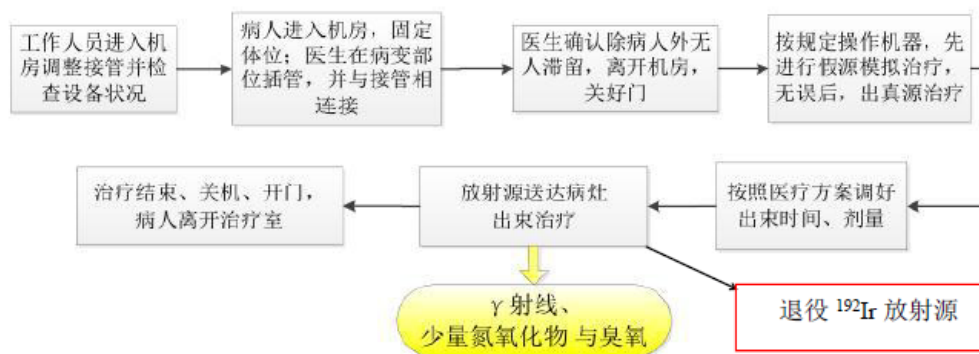 工作人员进入机
房调整接管并检
查设备状况
病人进入机房，固定
体位；医生在病变部
位插管，并与接管相
连接
医生确认除病人外无
人滞留，离开机房，
关好门
按规定操作机器，先
进行假源模拟治疗，
无误后，出真源治疗
治疗结束、关机、开门，
病人离开治疗室
放射源送达病灶
出束治疗
按照医疗方案调好
出束时间、剂量
γ射线、
少量氮氧化物 与臭氧
退役 ¹⁹²Ir 放射源